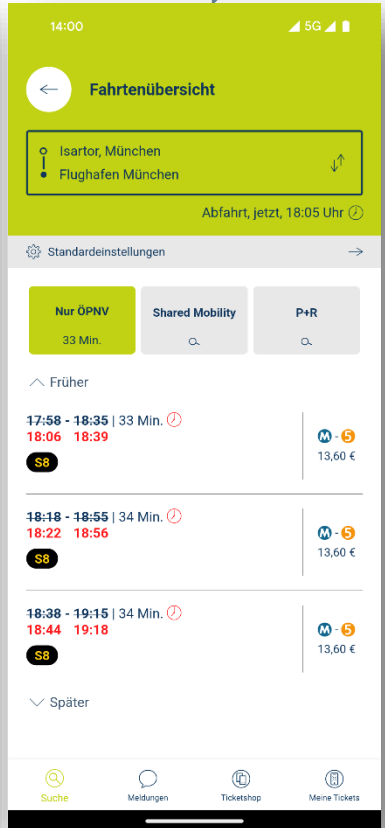 14:00 5G
Fahrtenübersicht
Isartor, München
Flughafen München
Abfahrt, jetzt, 18:05 Uhr
Standardeinstellungen
Nur ÖPNV
33 Min.
Shared Mobility
P+R
Früher
17:58 - 18:35 | 33 Min.
18:06 18:39
S8
M - 5
13,60 €
18:18 - 18:55 | 34 Min.
18:22 18:56
S8
M - 5
13,60 €
18:38 - 19:15 | 34 Min.
18:44 19:18
S8
M - 5
13,60 €
Später
Suche Meldungen Ticketshop Meine Tickets